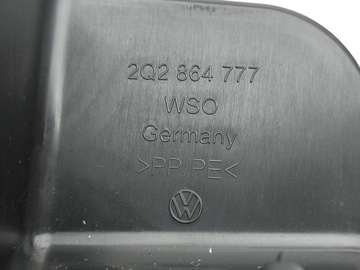 2Q2 864 777
WSO
Germany
>PP/PE<